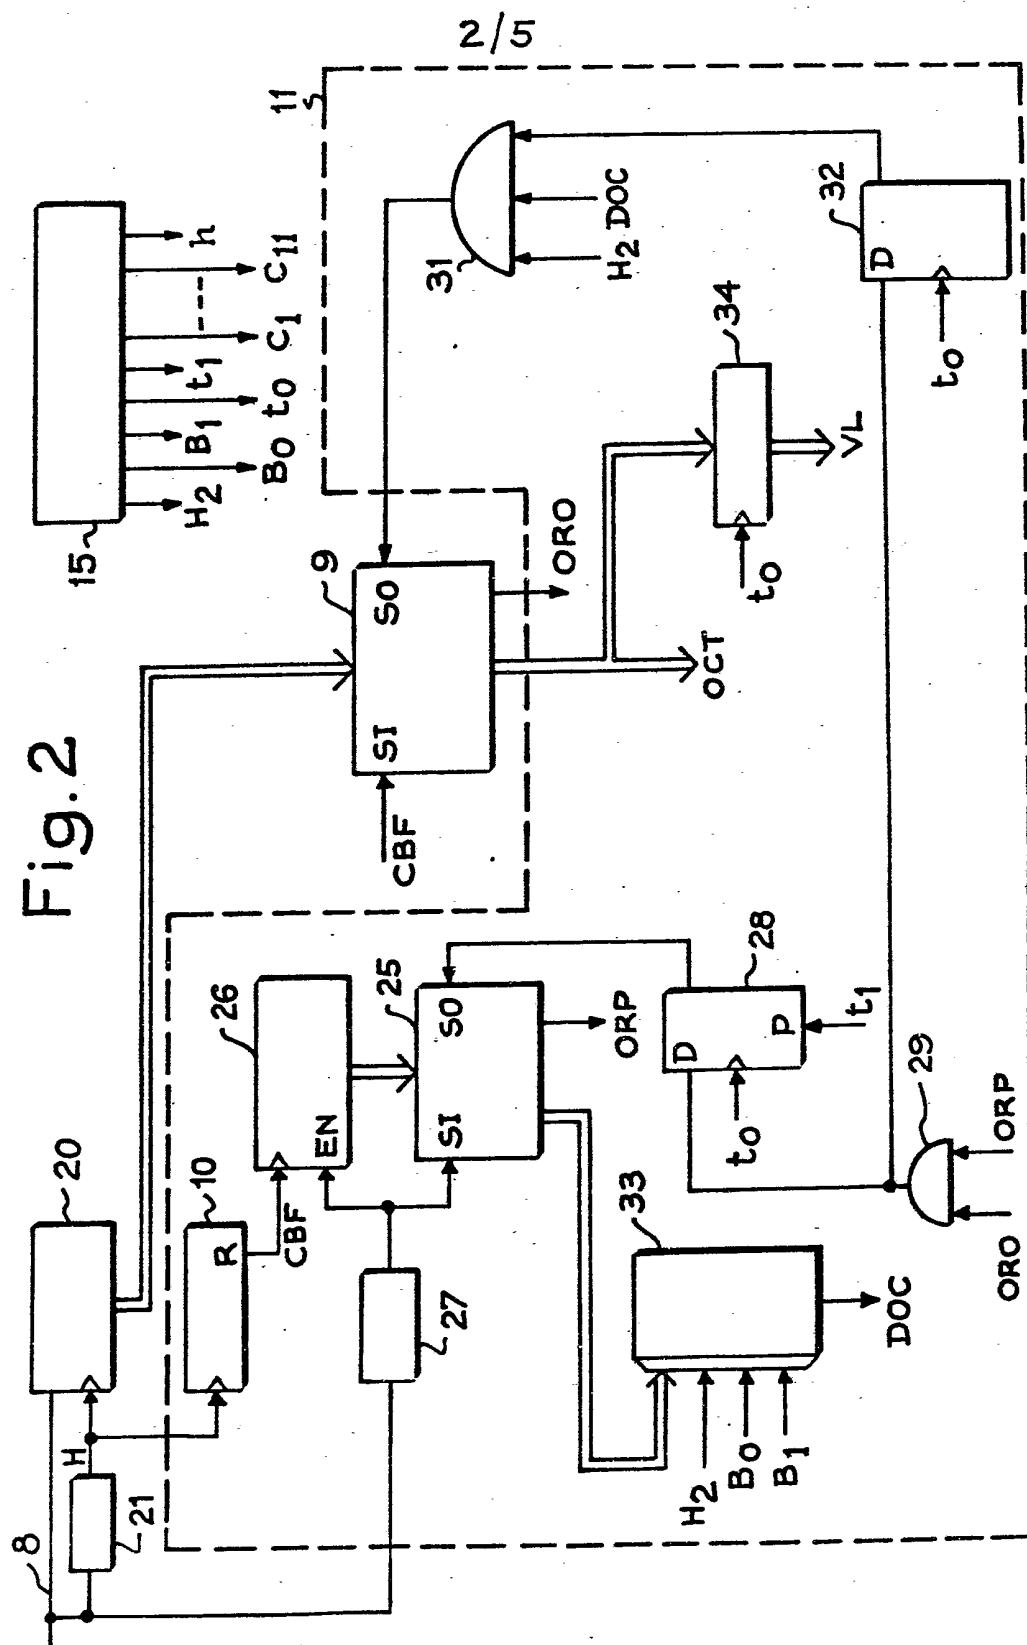 2/5
Fig. 2
8
21
H
20
10
R
CBF
26
EN
27
25
SI
SO
ORP
33
H2
B0
B1
DOC
28
D
P
t0
t1
29
ORO
ORP
9
SI
SO
CBF
ORO
OCT
34
t0
VL
15
H2
B0
B1
t0
t1
C1
C11
h
11
31
H2
DOC
32
D
t0